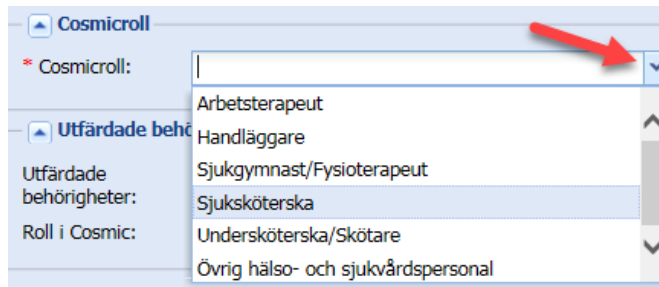 Cosmicroll
* Cosmicroll:
Arbetsterapeut
Handläggare
Utfärdade behö
Sjukgymnast/Fysioterapeut
Utfärdade
behörigheter:
Sjuksköterska
Roll i Cosmic:
Undersköterska/Skötare
Övrig hälso- och sjukvårdspersonal